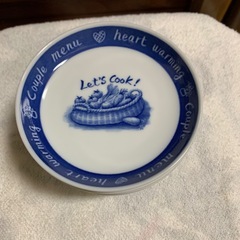 Let's Cook!
Couple menu ♡ heart warming & Couple menu ♡ heart warming &